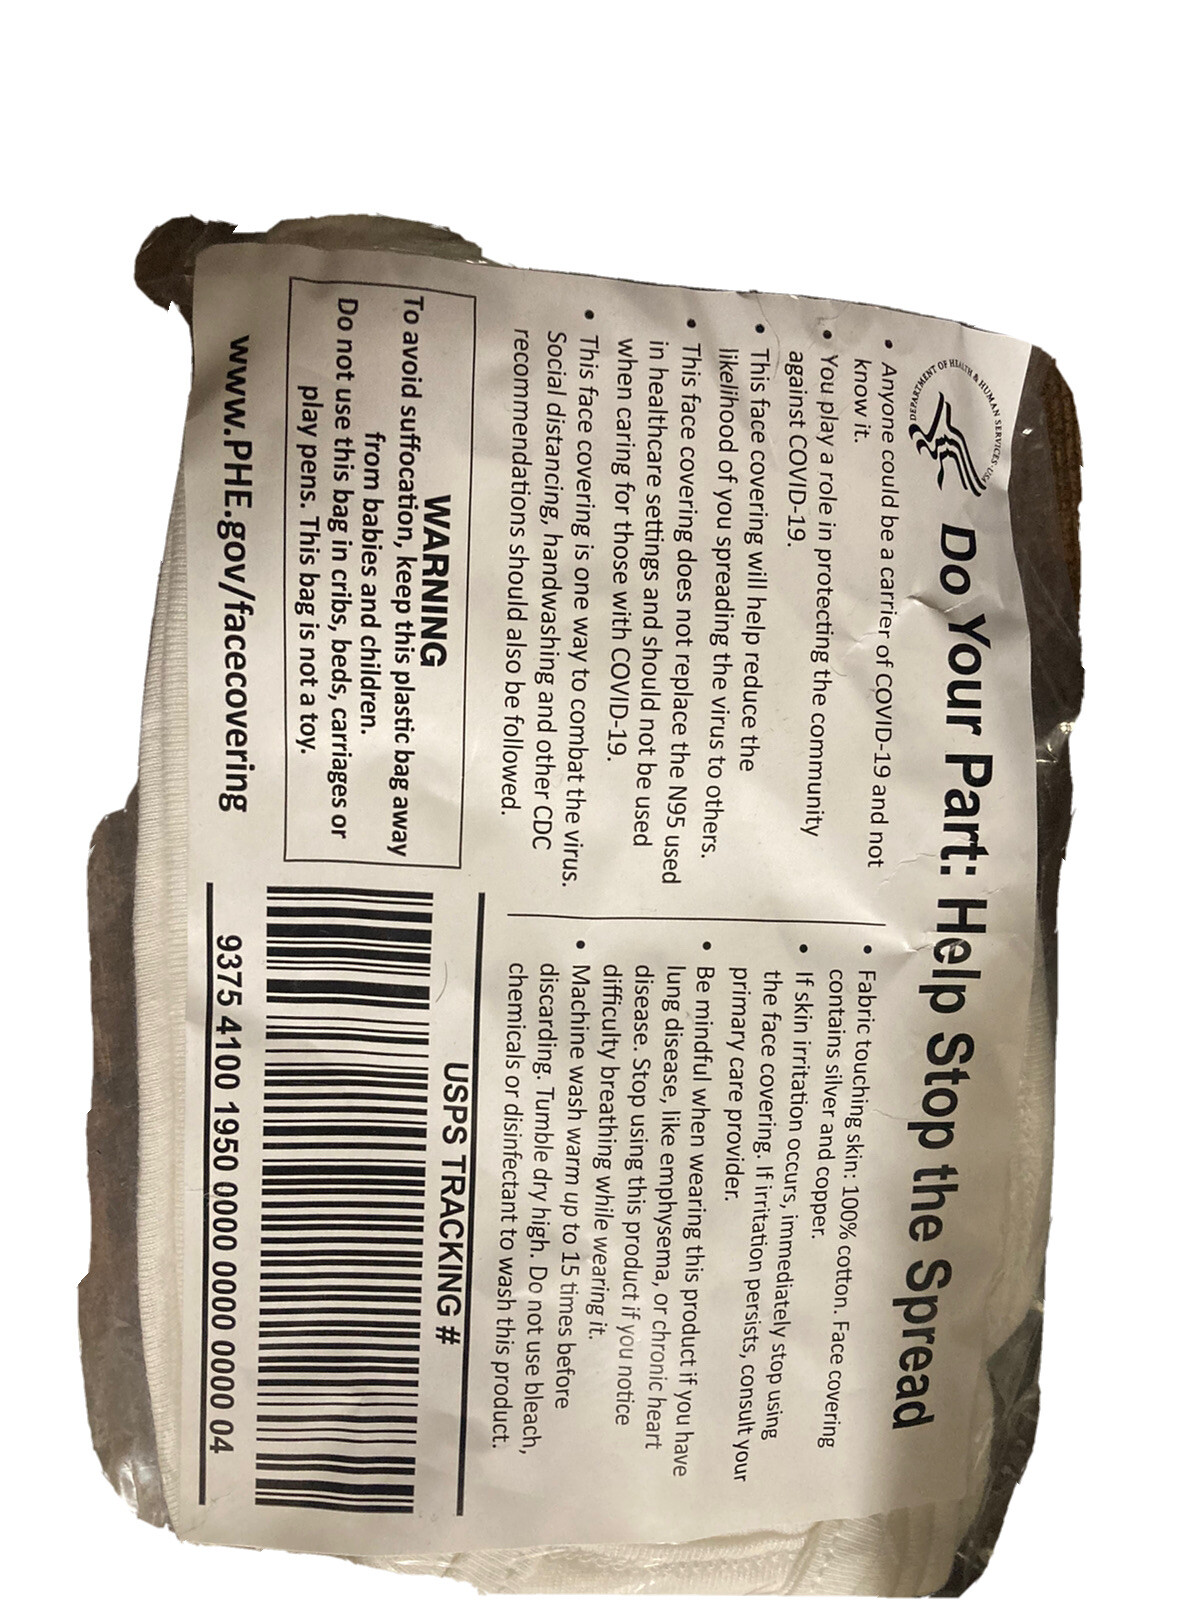 DEPARTMENT OF HEALTH & HUMAN SERVICES · USA
Do Your Part: Help Stop the Spread
• Anyone could be a carrier of COVID-19 and not
know it.
• You play a role in protecting the community
against COVID-19.
• This face covering will help reduce the
likelihood of you spreading the virus to others.
• This face covering does not replace the N95 used
in healthcare settings and should not be used
when caring for those with COVID-19.
• This face covering is one way to combat the virus.
Social distancing, handwashing and other CDC
recommendations should also be followed.
• Fabric touching skin: 100% cotton. Face covering
contains silver and copper.
• If skin irritation occurs, immediately stop using
the face covering. If irritation persists, consult your
primary care provider.
• Be mindful when wearing this product if you have
lung disease, like emphysema, or chronic heart
disease. Stop using this product if you notice
difficulty breathing while wearing it.
• Machine wash warm up to 15 times before
discarding. Tumble dry high. Do not use bleach,
chemicals or disinfectant to wash this product.
WARNING
To avoid suffocation, keep this plastic bag away
from babies and children.
Do not use this bag in cribs, beds, carriages or
play pens. This bag is not a toy.
www.PHE.gov/facecovering
USPS TRACKING #
9375 4100 1950 0000 0000 0000 04